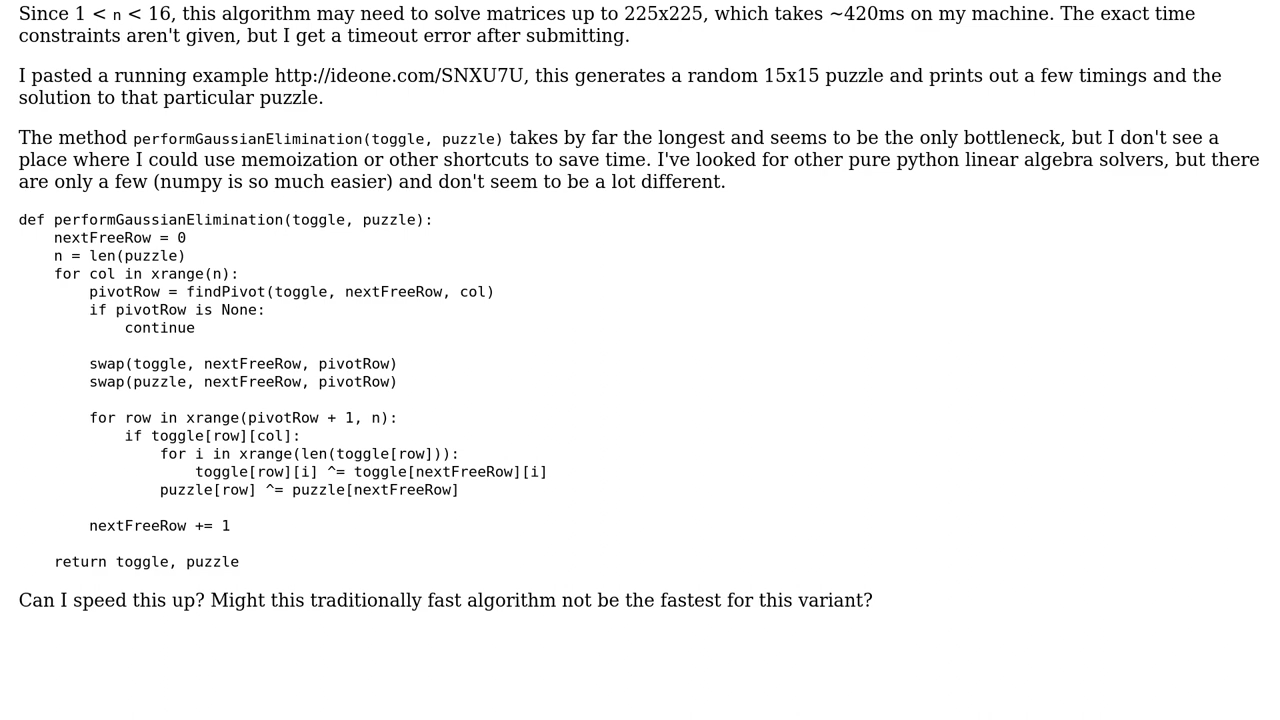 Since 1 < n < 16, this algorithm may need to solve matrices up to 225x225, which takes ~420ms on my machine. The exact time
constraints aren't given, but I get a timeout error after submitting.
I pasted a running example http://ideone.com/SNXU7U, this generates a random 15x15 puzzle and prints out a few timings and the
solution to that particular puzzle.
The method performGaussianElimination(toggle, puzzle) takes by far the longest and seems to be the only bottleneck, but I don't see a
place where I could use memoization or other shortcuts to save time. I've looked for other pure python linear algebra solvers, but there
are only a few (numpy is so much easier) and don't seem to be a lot different.
def performGaussianElimination(toggle, puzzle):
    nextFreeRow = 0
    n = len(puzzle)
    for col in xrange(n):
        pivotRow = findPivot(toggle, nextFreeRow, col)
        if pivotRow is None:
            continue
        swap(toggle, nextFreeRow, pivotRow)
        swap(puzzle, nextFreeRow, pivotRow)
        for row in xrange(pivotRow + 1, n):
            if toggle[row][col]:
                for i in xrange(len(toggle[row])):
                    toggle[row][i] ^= toggle[nextFreeRow][i]
                puzzle[row] ^= puzzle[nextFreeRow]
        nextFreeRow += 1
    return toggle, puzzle
Can I speed this up? Might this traditionally fast algorithm not be the fastest for this variant?